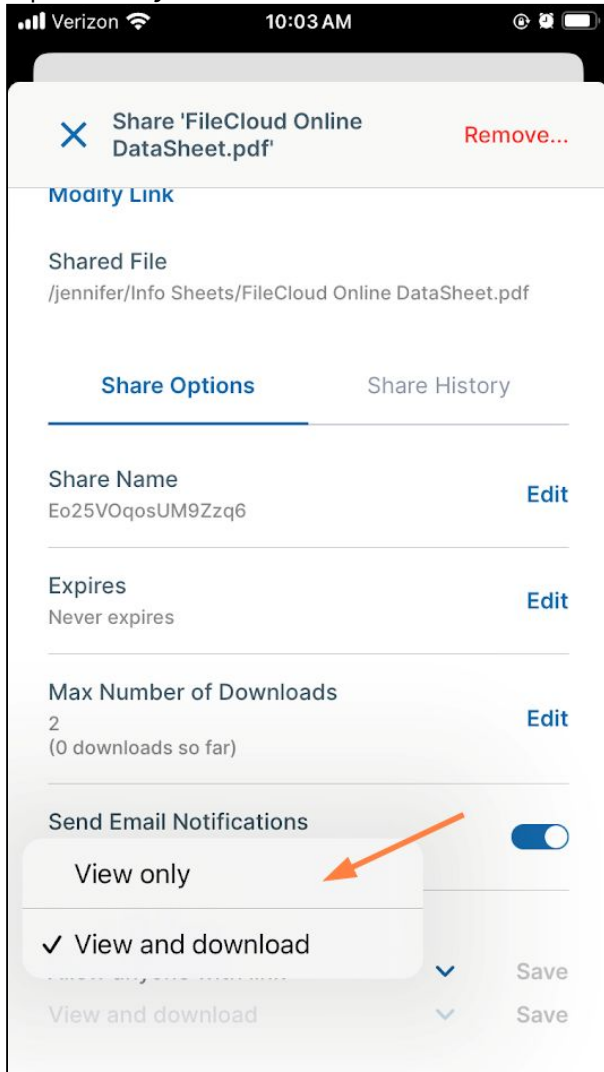 Verizon 10:03 AM
Share 'FileCloud Online
DataSheet.pdf'
Remove...
Modify Link
Shared File
/jennifer/Info Sheets/FileCloud Online DataSheet.pdf
Share Options Share History
Share Name
Eo25VOqosUM9Zzq6
Edit
Expires
Never expires
Edit
Max Number of Downloads
2
(0 downloads so far)
Edit
Send Email Notifications
View only
✓ View and download
Save
View and download Save